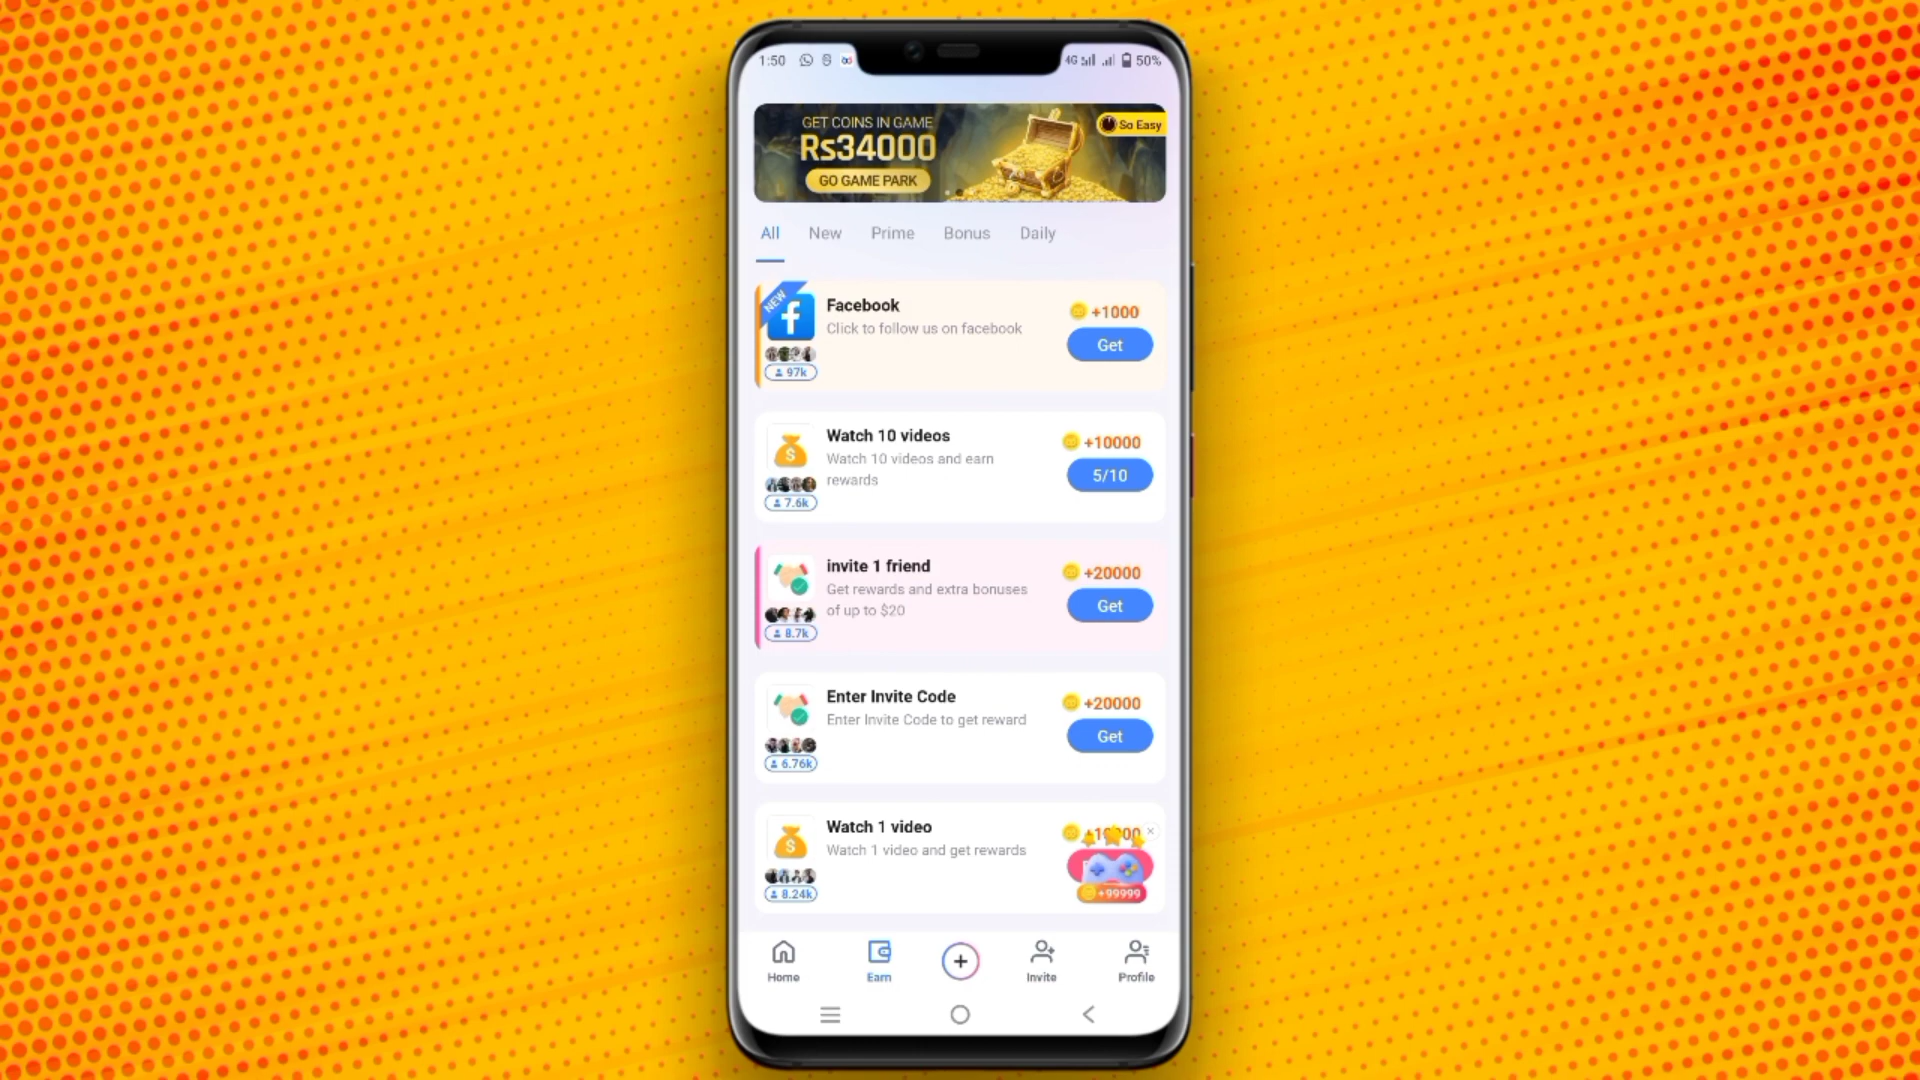 1:50
4G
50%
GET COINS IN GAME
Rs34000
GO GAME PARK
So Easy
All New Prime Bonus Daily
NEW
Facebook
Click to follow us on facebook
97k
+1000
Get
Watch 10 videos
Watch 10 videos and earn
rewards
7.6k
+10000
5/10
invite 1 friend
Get rewards and extra bonuses
of up to $20
8.7k
+20000
Get
Enter Invite Code
Enter Invite Code to get reward
6.76k
+20000
Get
Watch 1 video
Watch 1 video and get rewards
8.24k
+99999
Home Earn Invite Profile